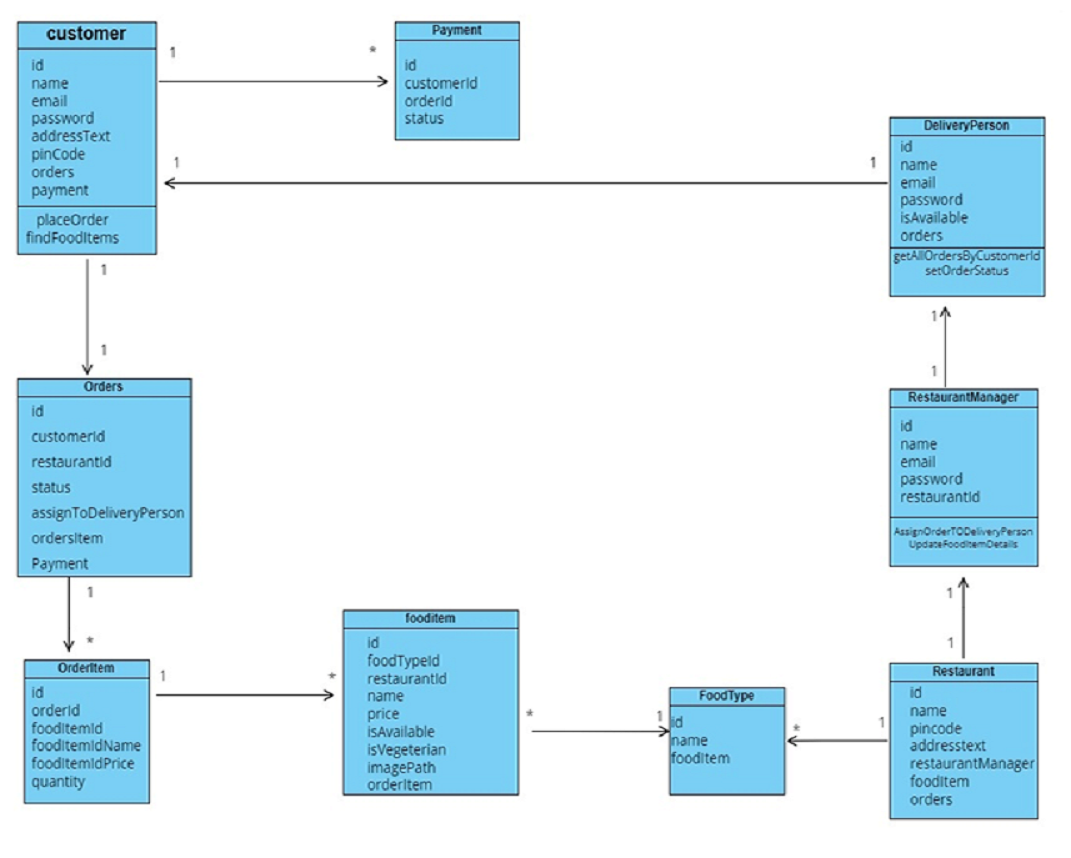 customer
id
name
email
password
addressText
pinCode
orders
payment
placeOrder
findFoodItems
1
*
Payment
id
customerId
orderId
status
1
1
DeliveryPerson
id
name
email
password
isAvailable
orders
getAllOrdersByCustomerId
setOrderStatus
1
1
Orders
id
customerId
restaurantId
status
assignToDeliveryPerson
ordersItem
Payment
1
1
RestaurantManager
id
name
email
password
restaurantId
AssignOrderTODeliveryPerson
UpdateFoodItemDetails
1
*
OrderItem
id
orderId
foodItemId
foodItemIdName
foodItemIdPrice
quantity
1
*
fooditem
id
foodTypeId
restaurantId
name
price
isAvailable
isVegeterian
imagePath
orderItem
*
1
FoodType
id
name
foodItem
*
1
1
1
Restaurant
id
name
pincode
addresstext
restaurantManager
foodItem
orders